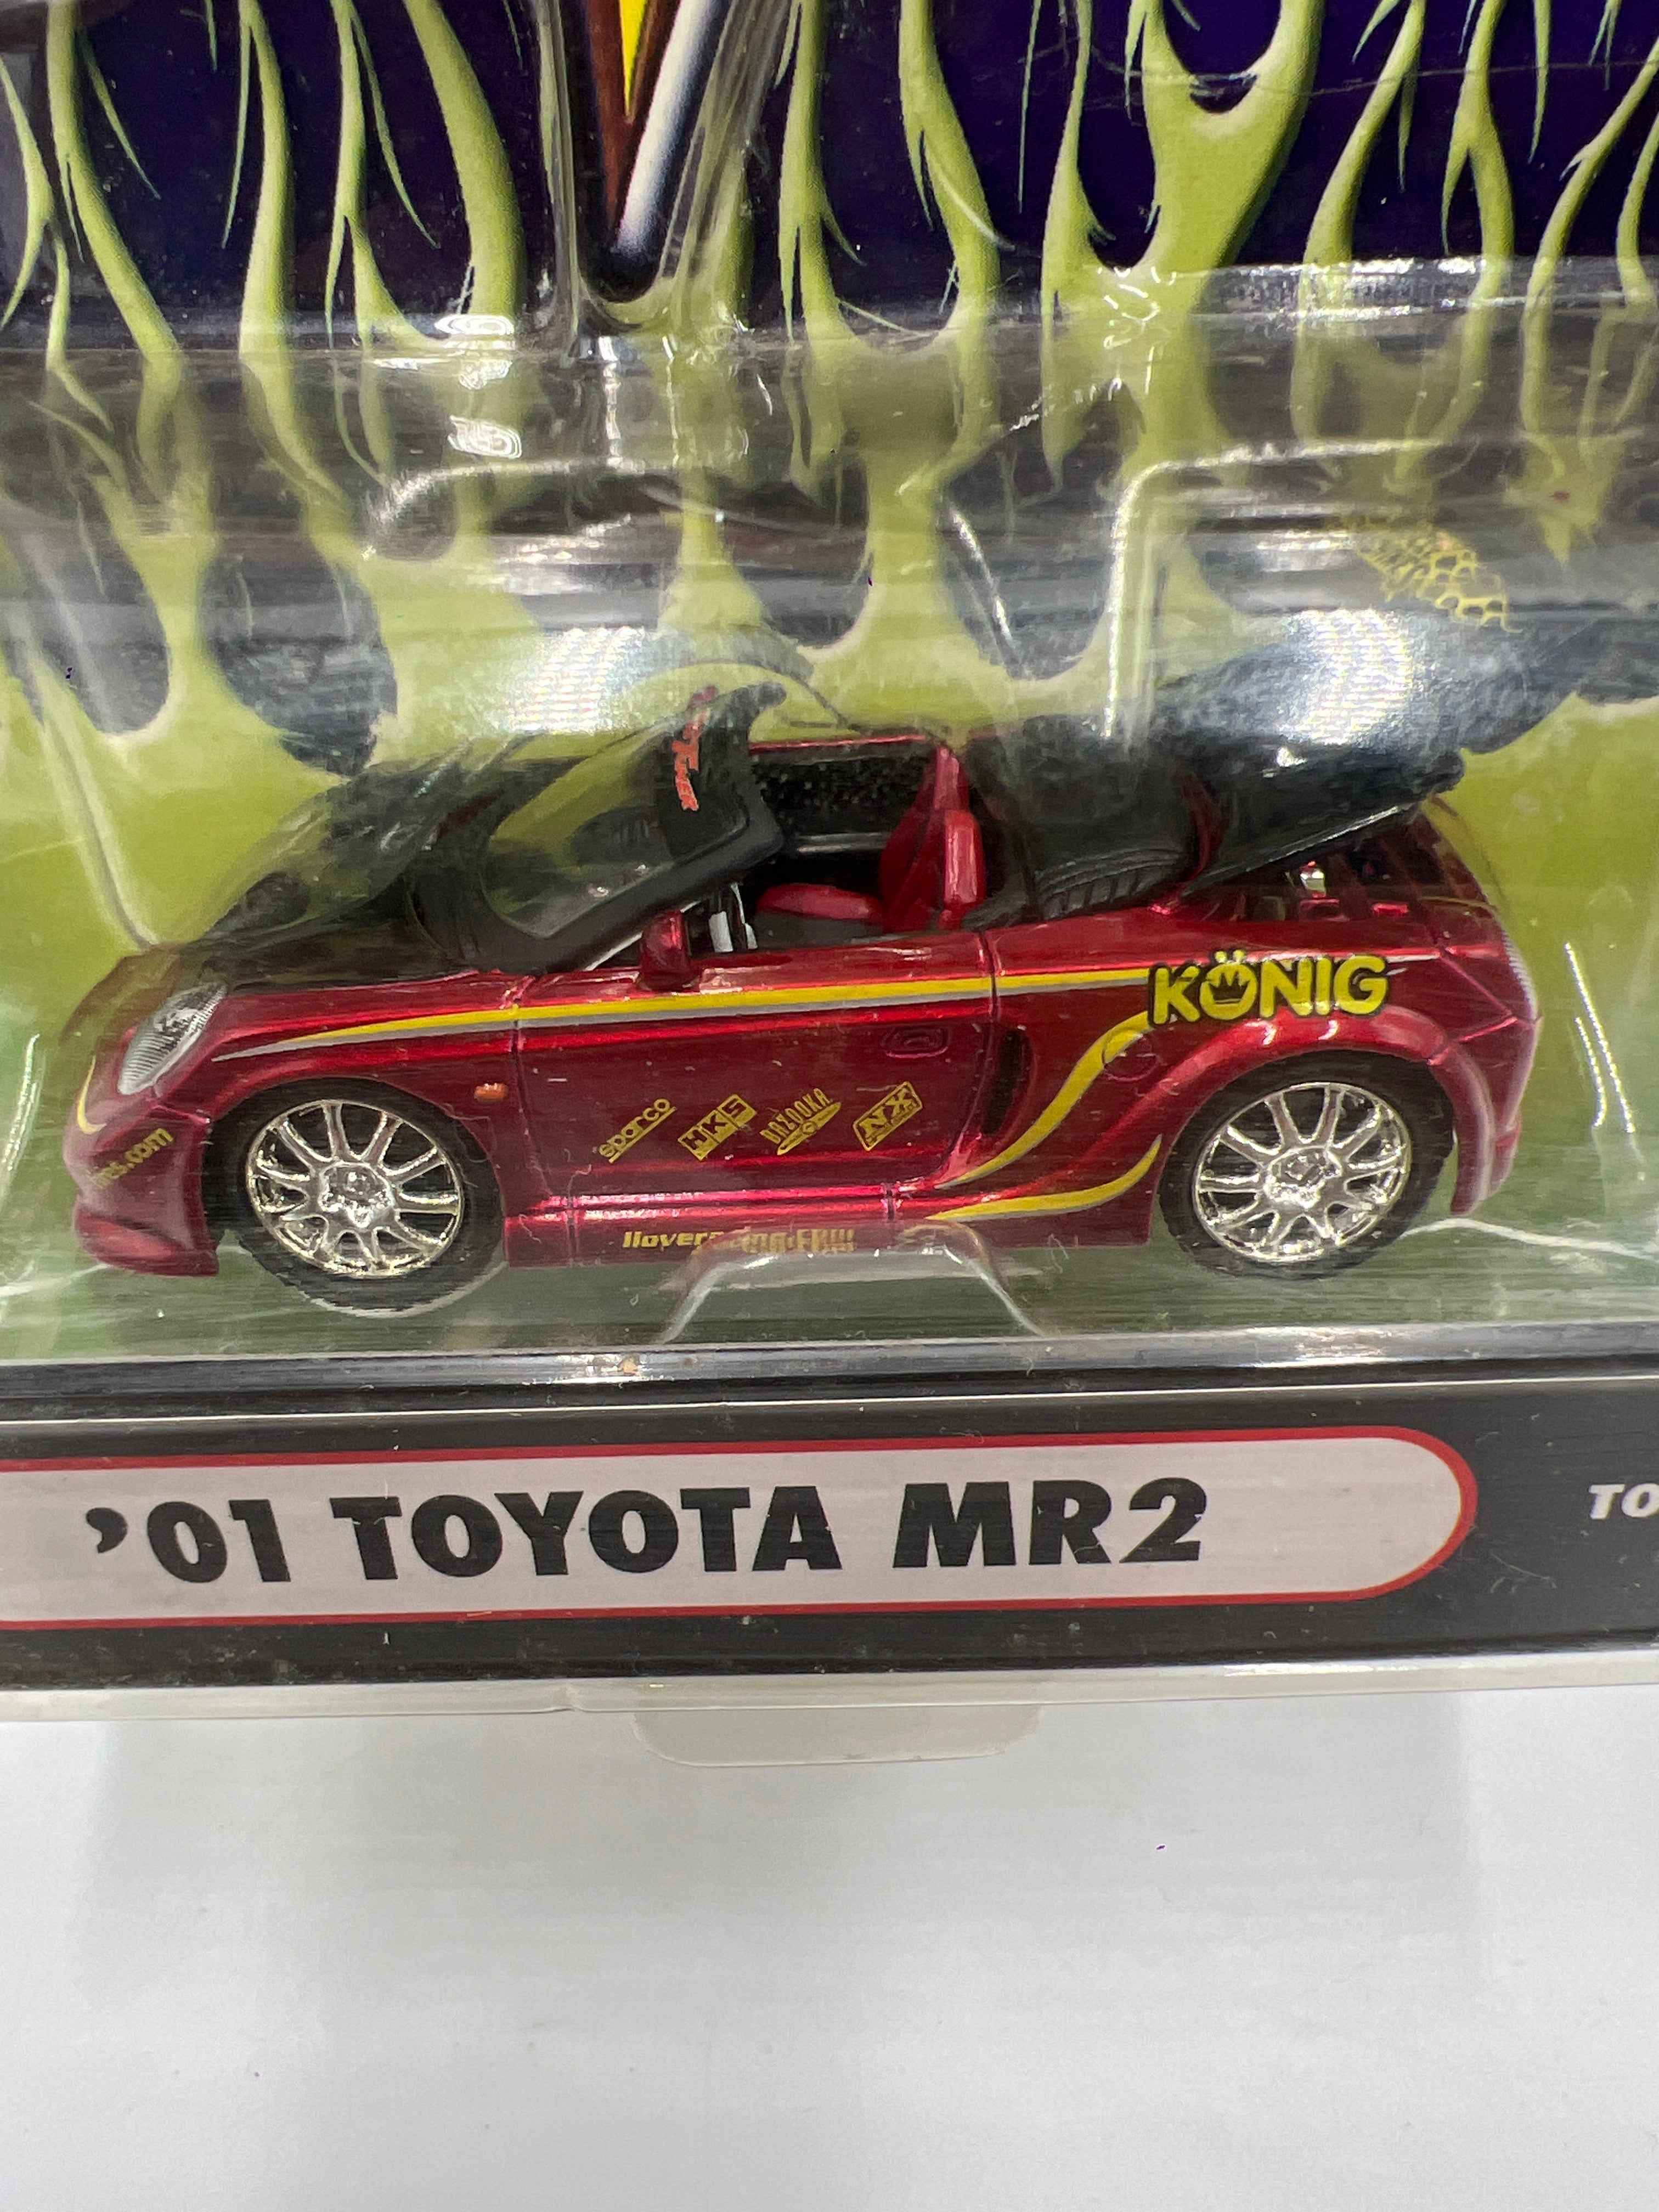 KÖNIG
sparco
HKS
BAZOOKA
NX
’01 TOYOTA MR2
TO